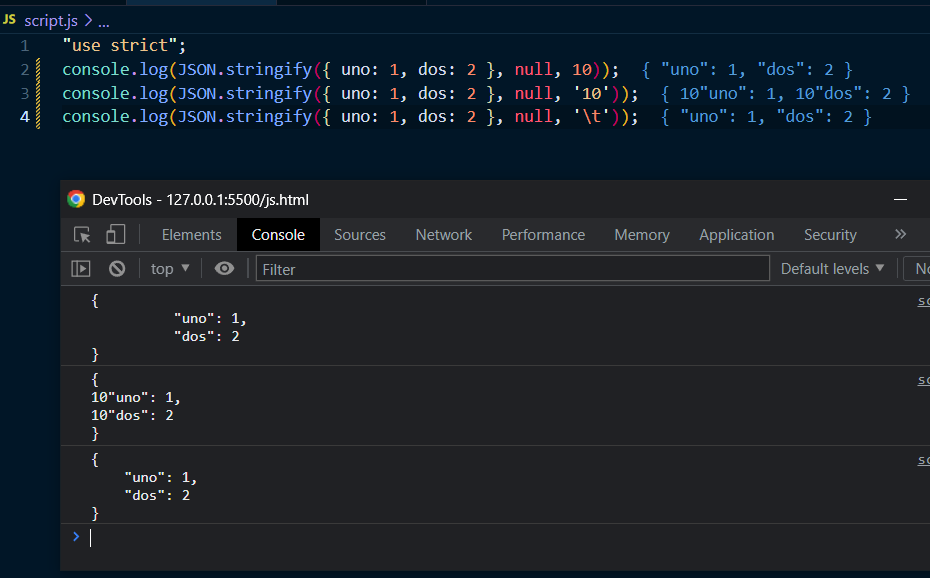 JS script.js > ...
1 "use strict";
2 console.log(JSON.stringify({ uno: 1, dos: 2 }, null, 10)); { "uno": 1, "dos": 2 }
3 console.log(JSON.stringify({ uno: 1, dos: 2 }, null, '10')); { 10"uno": 1, 10"dos": 2 }
4 console.log(JSON.stringify({ uno: 1, dos: 2 }, null, '\t')); { "uno": 1, "dos": 2 }
DevTools - 127.0.0.1:5500/js.html
Elements Console Sources Network Performance Memory Application Security »
top ▼ Filter Default levels ▼
{
"uno": 1,
"dos": 2
}
{
10"uno": 1,
10"dos": 2
}
{
"uno": 1,
"dos": 2
}
>